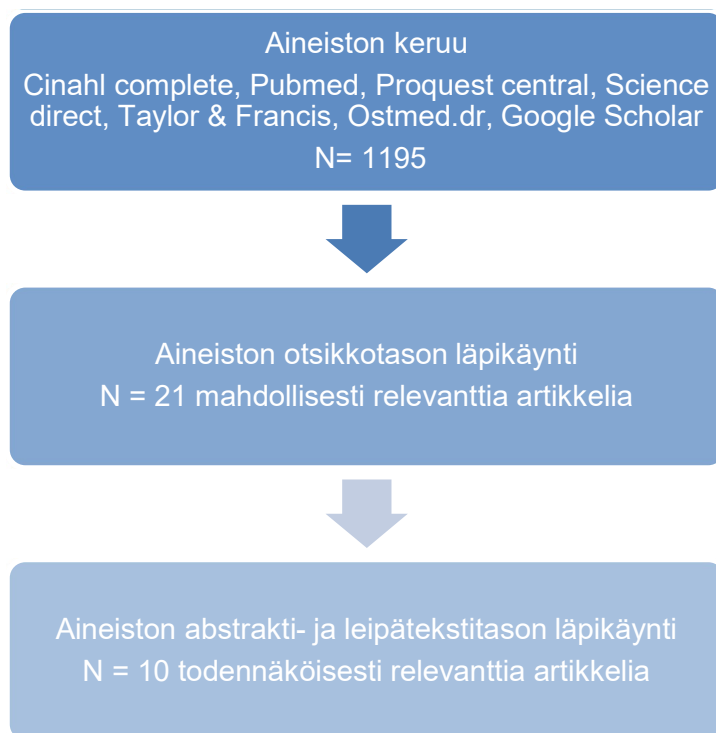 Aineiston keruu
Cinahl complete, Pubmed, Proquest central, Science
direct, Taylor & Francis, Ostmed.dr, Google Scholar
N= 1195
Aineiston otsikkotason läpikäynti
N = 21 mahdollisesti relevanttia artikkelia
Aineiston abstrakti- ja leipätekstitason läpikäynti
N = 10 todennäköisesti relevanttia artikkelia